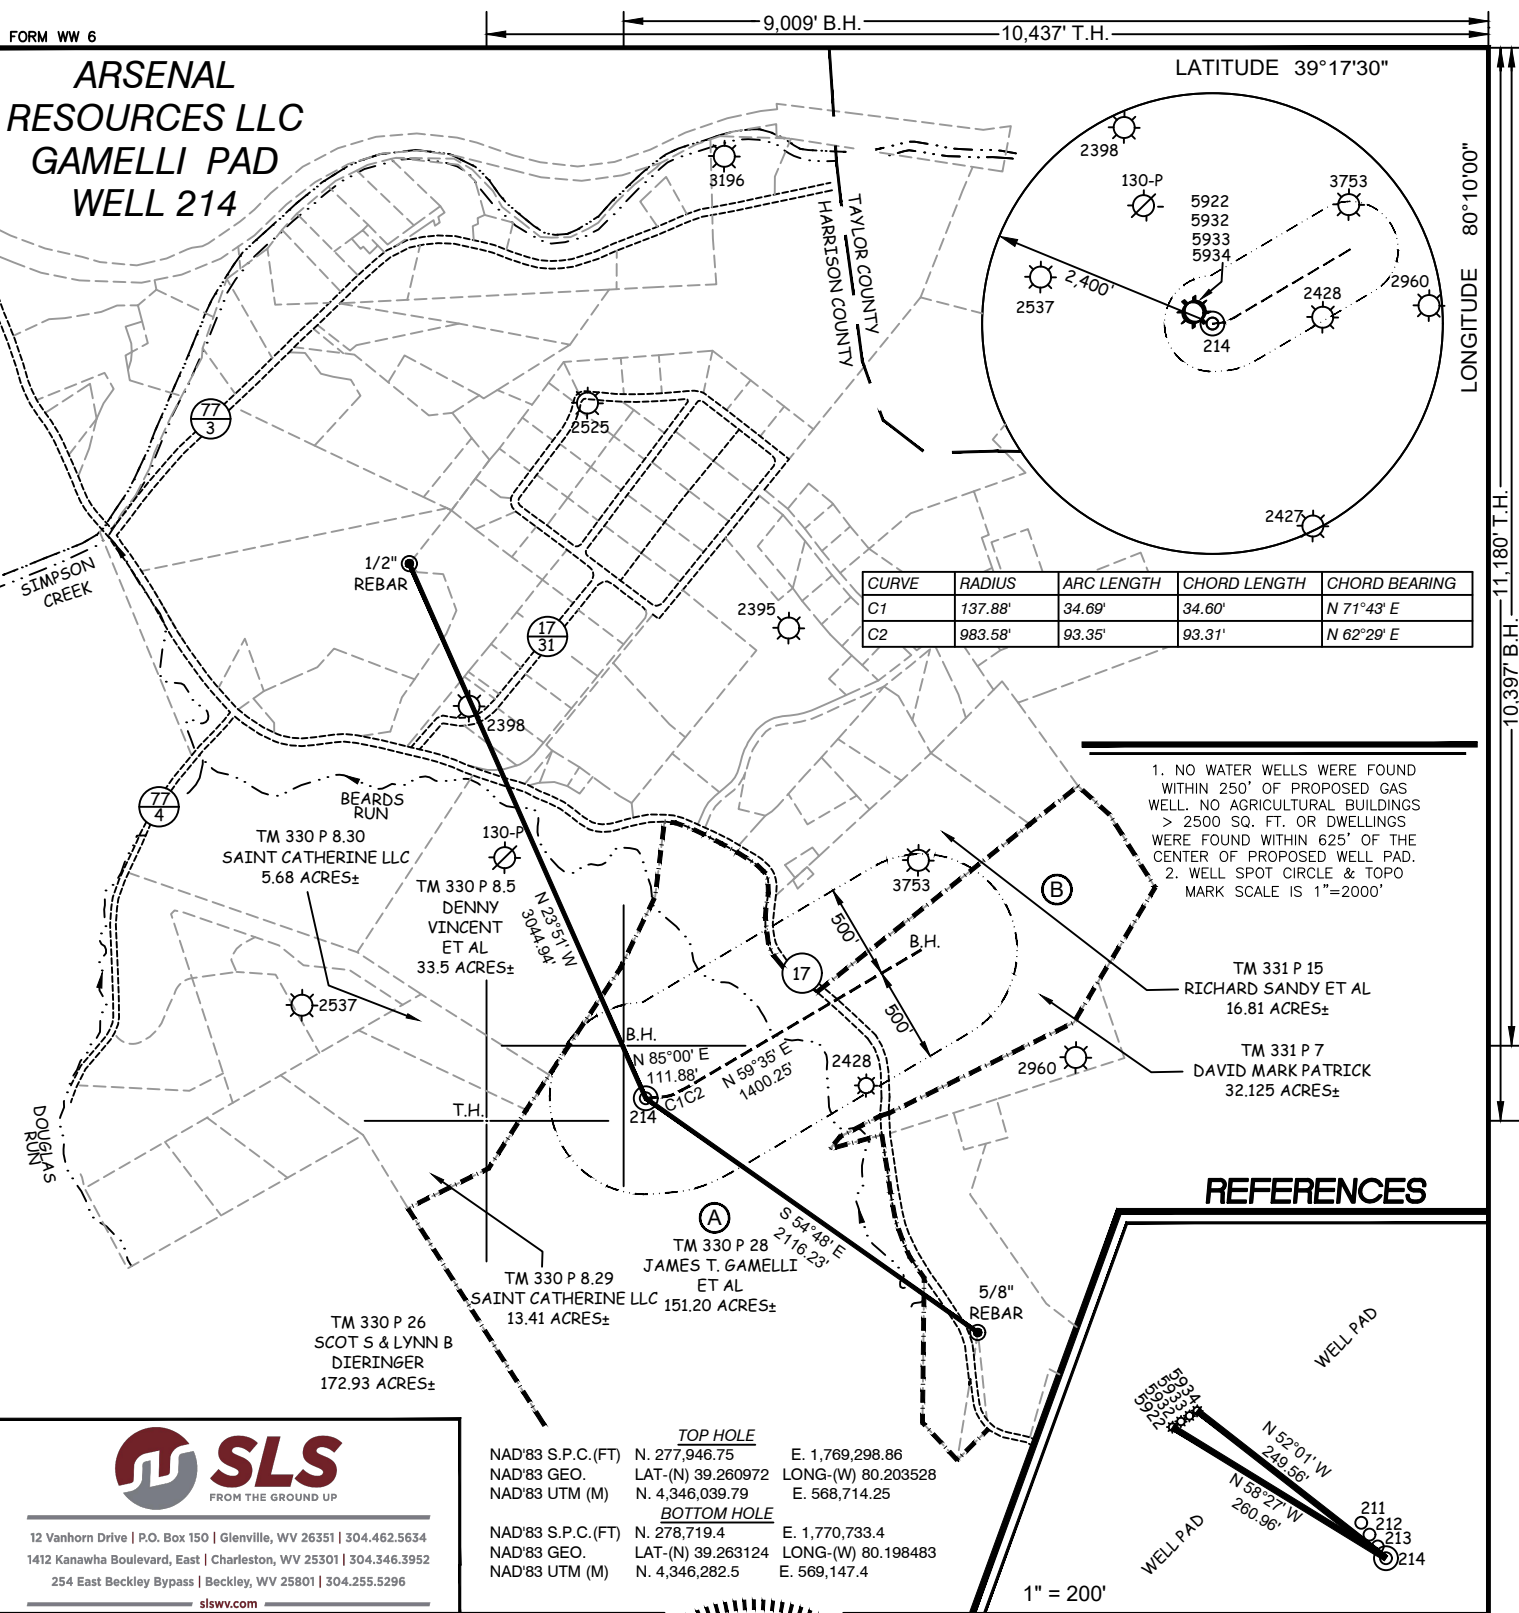 FORM WW 6
9,009' B.H.
10,437' T.H.
ARSENAL
RESOURCES LLC
GAMELLI PAD
WELL 214
LATITUDE 39°17'30"
LONGITUDE 80°10'00"
11,180' T.H.
10,397' B.H.
TAYLOR COUNTY
HARRISON COUNTY
3196
2398
130-P
5922
5932
5933
5934
3753
2960
2537
2,400'
2428
214
2427
77
3
2525
SIMPSON
CREEK
1/2"
REBAR
2395
17
31
2398
CURVE RADIUS ARC LENGTH CHORD LENGTH CHORD BEARING
C1 137.88' 34.69' 34.60' N 71°43' E
C2 983.58' 93.35' 93.31' N 62°29' E
1. NO WATER WELLS WERE FOUND
WITHIN 250' OF PROPOSED GAS
WELL. NO AGRICULTURAL BUILDINGS
> 2500 SQ. FT. OR DWELLINGS
WERE FOUND WITHIN 625' OF THE
CENTER OF PROPOSED WELL PAD.
2. WELL SPOT CIRCLE & TOPO
MARK SCALE IS 1"=2000'
77
4
BEARDS
RUN
TM 330 P 8.30
SAINT CATHERINE LLC
5.68 ACRES±
130-P
TM 330 P 8.5
DENNY
VINCENT
ET AL
33.5 ACRES±
N 23°51' W
3044.94'
3753
500'
500'
B.H.
B
17
TM 331 P 15
RICHARD SANDY ET AL
16.81 ACRES±
TM 331 P 7
DAVID MARK PATRICK
32.125 ACRES±
2537
B.H.
N 85°00' E
111.88'
C1C2
N 59°35' E
1400.25'
2428
2960
T.H.
214
DOUGLAS
RUN
A
TM 330 P 28
JAMES T. GAMELLI
ET AL
151.20 ACRES±
S 54°48' E
2116.23'
TM 330 P 8.29
SAINT CATHERINE LLC
13.41 ACRES±
5/8"
REBAR
TM 330 P 26
SCOT S & LYNN B
DIERINGER
172.93 ACRES±
REFERENCES
WELL PAD
5934
5933
5932
5922
N 52°01' W
249.56'
N 58°27' W
260.96'
211
212
213
214
WELL PAD
1" = 200'
SLS
FROM THE GROUND UP
12 Vanhorn Drive | P.O. Box 150 | Glenville, WV 26351 | 304.462.5634
1412 Kanawha Boulevard, East | Charleston, WV 25301 | 304.346.3952
254 East Beckley Bypass | Beckley, WV 25801 | 304.255.5296
slswv.com
TOP HOLE
NAD'83 S.P.C.(FT) N. 277,946.75 E. 1,769,298.86
NAD'83 GEO. LAT-(N) 39.260972 LONG-(W) 80.203528
NAD'83 UTM (M) N. 4,346,039.79 E. 568,714.25
BOTTOM HOLE
NAD'83 S.P.C.(FT) N. 278,719.4 E. 1,770,733.4
NAD'83 GEO. LAT-(N) 39.263124 LONG-(W) 80.198483
NAD'83 UTM (M) N. 4,346,282.5 E. 569,147.4